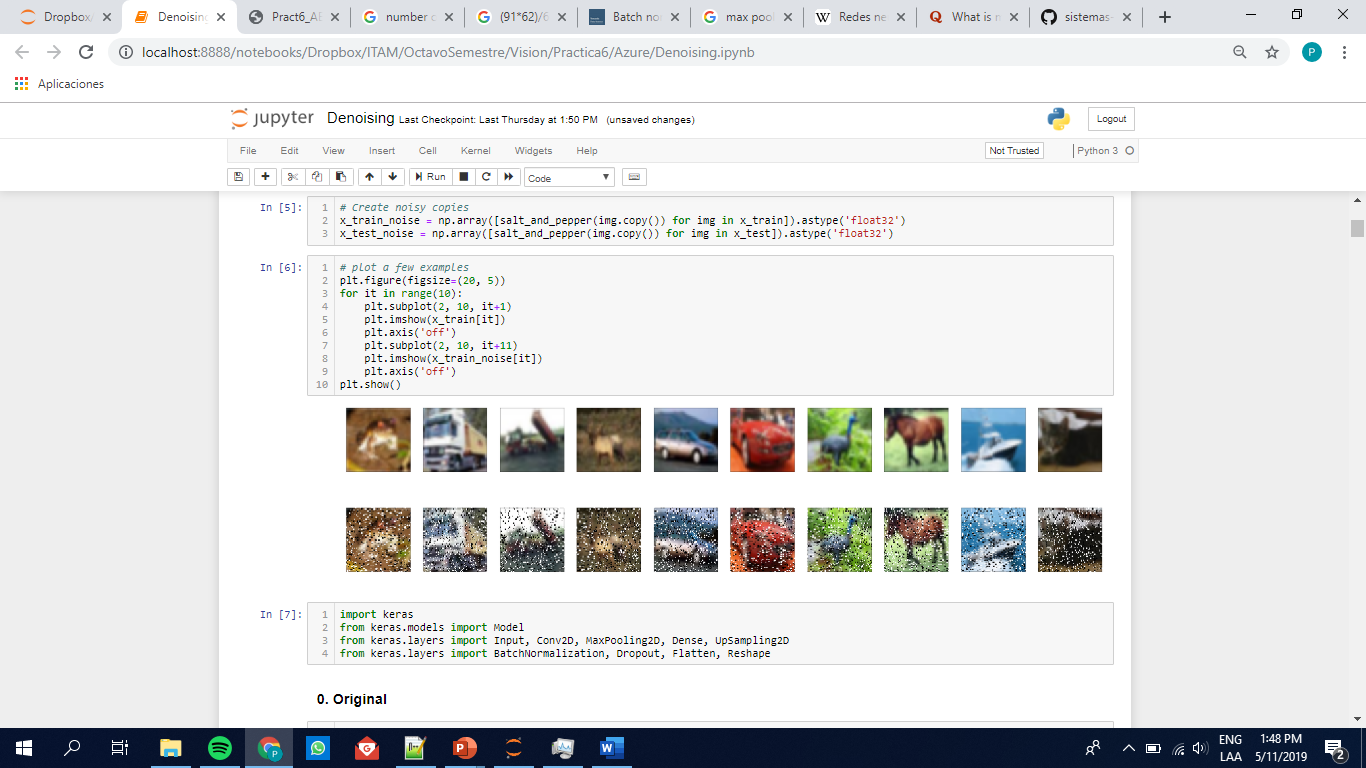 Dropbox/
Denoising
Pract6_AE
number o
(91*62)/6
Batch no
max pool
Redes ne
What is n
sistemas-
localhost:8888/notebooks/Dropbox/ITAM/OctavoSemestre/Vision/Practica6/Azure/Denoising.ipynb
P
Aplicaciones
jupyter Denoising Last Checkpoint: Last Thursday at 1:50 PM (unsaved changes)
Logout
File Edit View Insert Cell Kernel Widgets Help
Not Trusted
Python 3
Run
Code
In [5]:
1 # Create noisy copies
2 x_train_noise = np.array([salt_and_pepper(img.copy()) for img in x_train]).astype('float32')
3 x_test_noise = np.array([salt_and_pepper(img.copy()) for img in x_test]).astype('float32')
In [6]:
1 # plot a few examples
2 plt.figure(figsize=(20, 5))
3 for it in range(10):
4     plt.subplot(2, 10, it+1)
5     plt.imshow(x_train[it])
6     plt.axis('off')
7     plt.subplot(2, 10, it+11)
8     plt.imshow(x_train_noise[it])
9     plt.axis('off')
10 plt.show()
In [7]:
1 import keras
2 from keras.models import Model
3 from keras.layers import Input, Conv2D, MaxPooling2D, Dense, UpSampling2D
4 from keras.layers import BatchNormalization, Dropout, Flatten, Reshape
0. Original
ENG
LAA
1:48 PM
5/11/2019
2